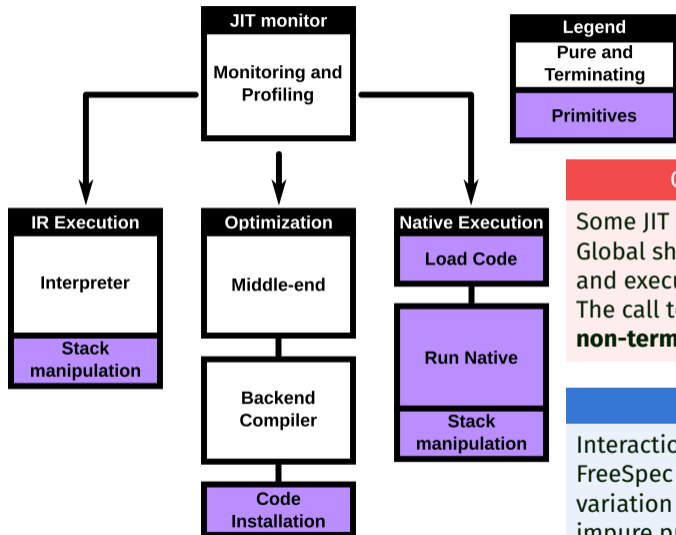 JIT monitor
Monitoring and
Profiling
Legend
Pure and
Terminating
Primitives
IR Execution
Interpreter
Stack
manipulation
Optimization
Middle-end
Backend
Compiler
Code
Installation
Native Execution
Load Code
Run Native
Stack
manipulation
Some JIT
Global sh
and execu
The call t
non-term
Interactio
FreeSpec
variation
impure pr